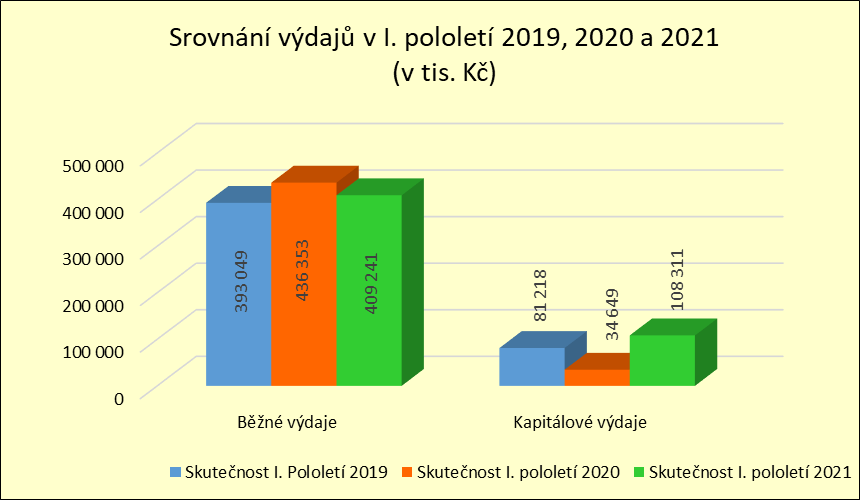 Srovnání výdajů v I. pololetí 2019, 2020 a 2021
(v tis. Kč)
500 000
400 000
300 000
200 000
100 000
0
393 049
436 353
409 241
81 218
34 649
108 311
Běžné výdaje
Kapitálové výdaje
Skutečnost I. Pololetí 2019
Skutečnost I. pololetí 2020
Skutečnost I. pololetí 2021